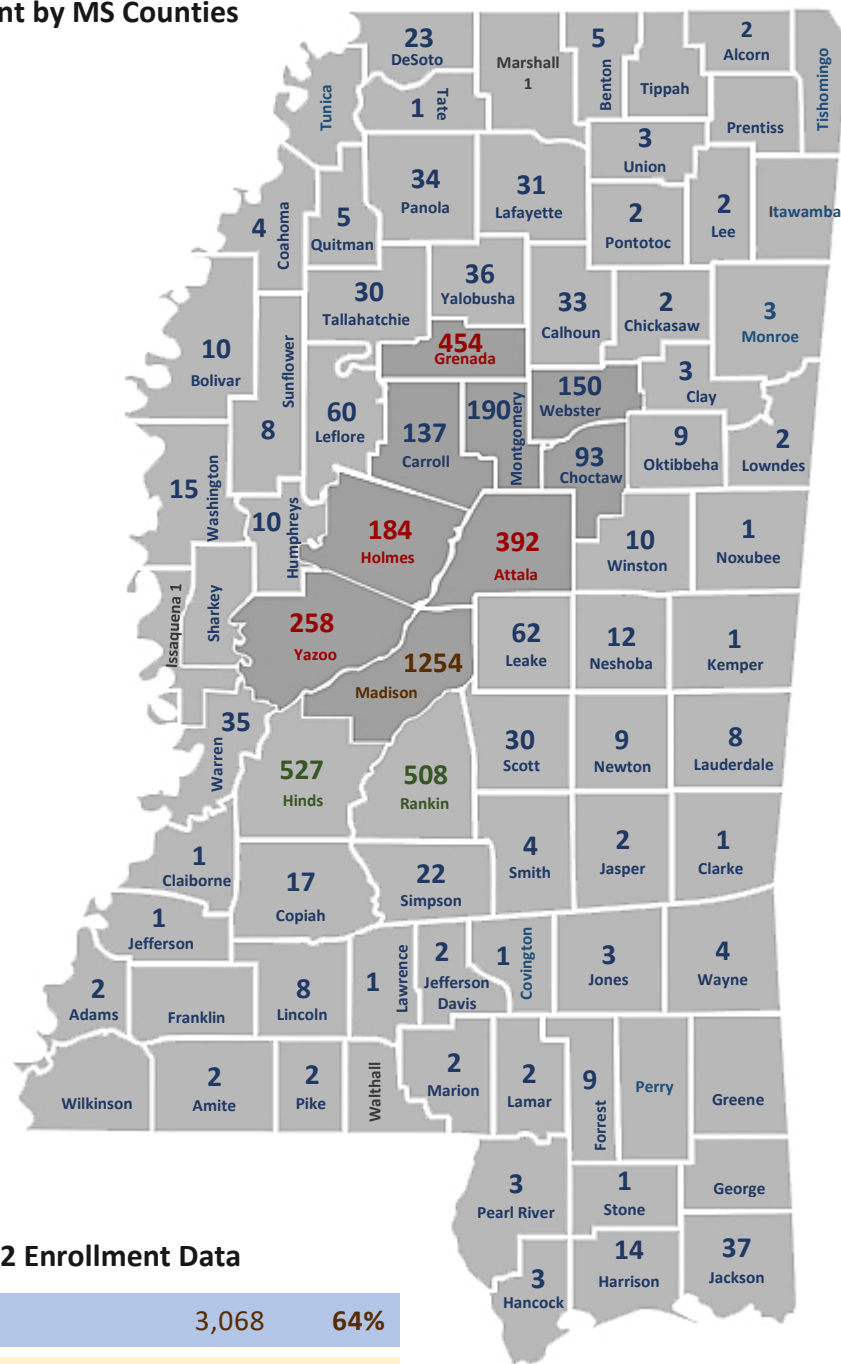 nt by MS Counties
23
DeSoto
Marshall
1
5
Benton
Tippah
2
Alcorn
Tishomingo
Tunica
1
Tate
Prentiss
3
Union
34
Panola
31
Lafayette
4
Coahoma
5
Quitman
2
Pontotoc
2
Lee
Itawamba
30
Tallahatchie
36
Yalobusha
33
Calhoun
2
Chickasaw
3
Monroe
10
Bolivar
8
Sunflower
60
Leflore
454
Grenada
137
Carroll
190
Montgomery
150
Webster
93
Choctaw
3
Clay
9
Oktibbeha
2
Lowndes
15
Washington
10
Humphreys
184
Holmes
392
Attala
10
Winston
1
Noxubee
Issaquena 1
Sharkey
258
Yazoo
1254
Madison
62
Leake
12
Neshoba
1
Kemper
35
Warren
527
Hinds
508
Rankin
30
Scott
9
Newton
8
Lauderdale
1
Claiborne
17
Copiah
22
Simpson
4
Smith
2
Jasper
1
Clarke
1
Jefferson
2
Adams
Franklin
8
Lincoln
1
Lawrence
2
Jefferson
Davis
1
Covington
3
Jones
4
Wayne
Wilkinson
2
Amite
2
Pike
Walthall
2
Marion
2
Lamar
9
Forrest
Perry
Greene
3
Pearl River
1
Stone
George
3
Hancock
14
Harrison
37
Jackson
2 Enrollment Data
3,068 64%